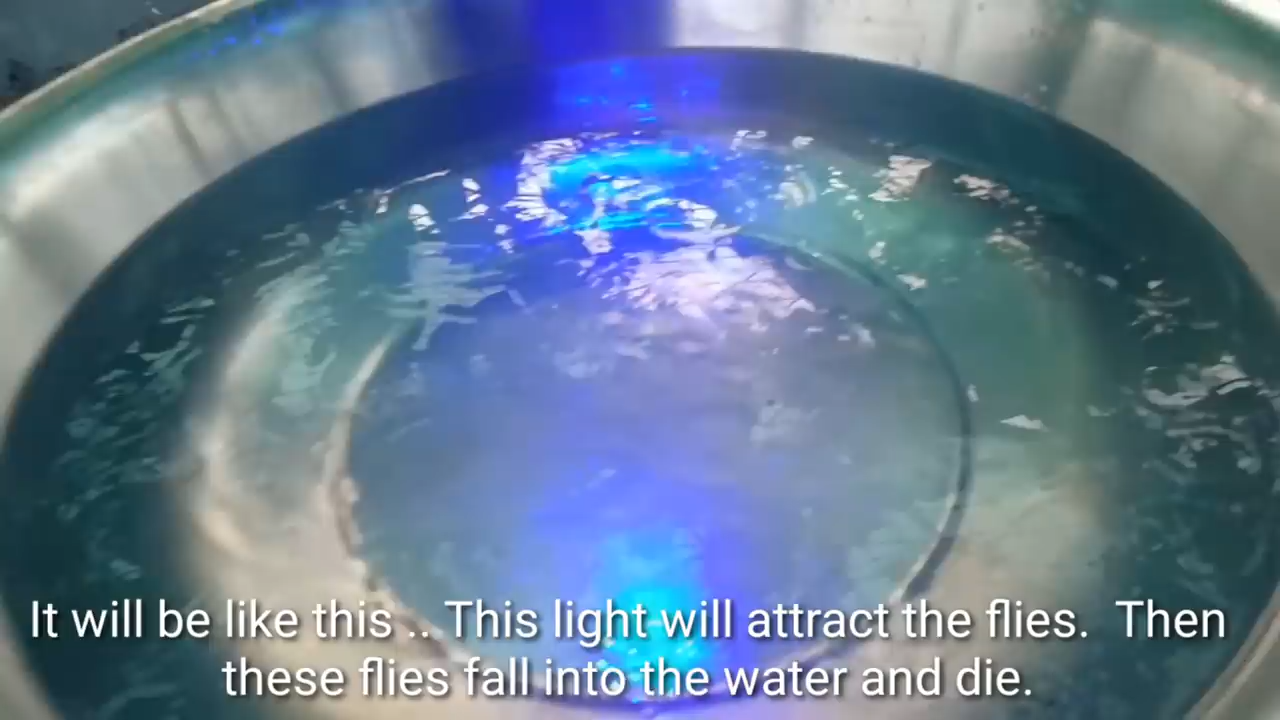 It will be like this .. This light will attract the flies.  Then
these flies fall into the water and die.